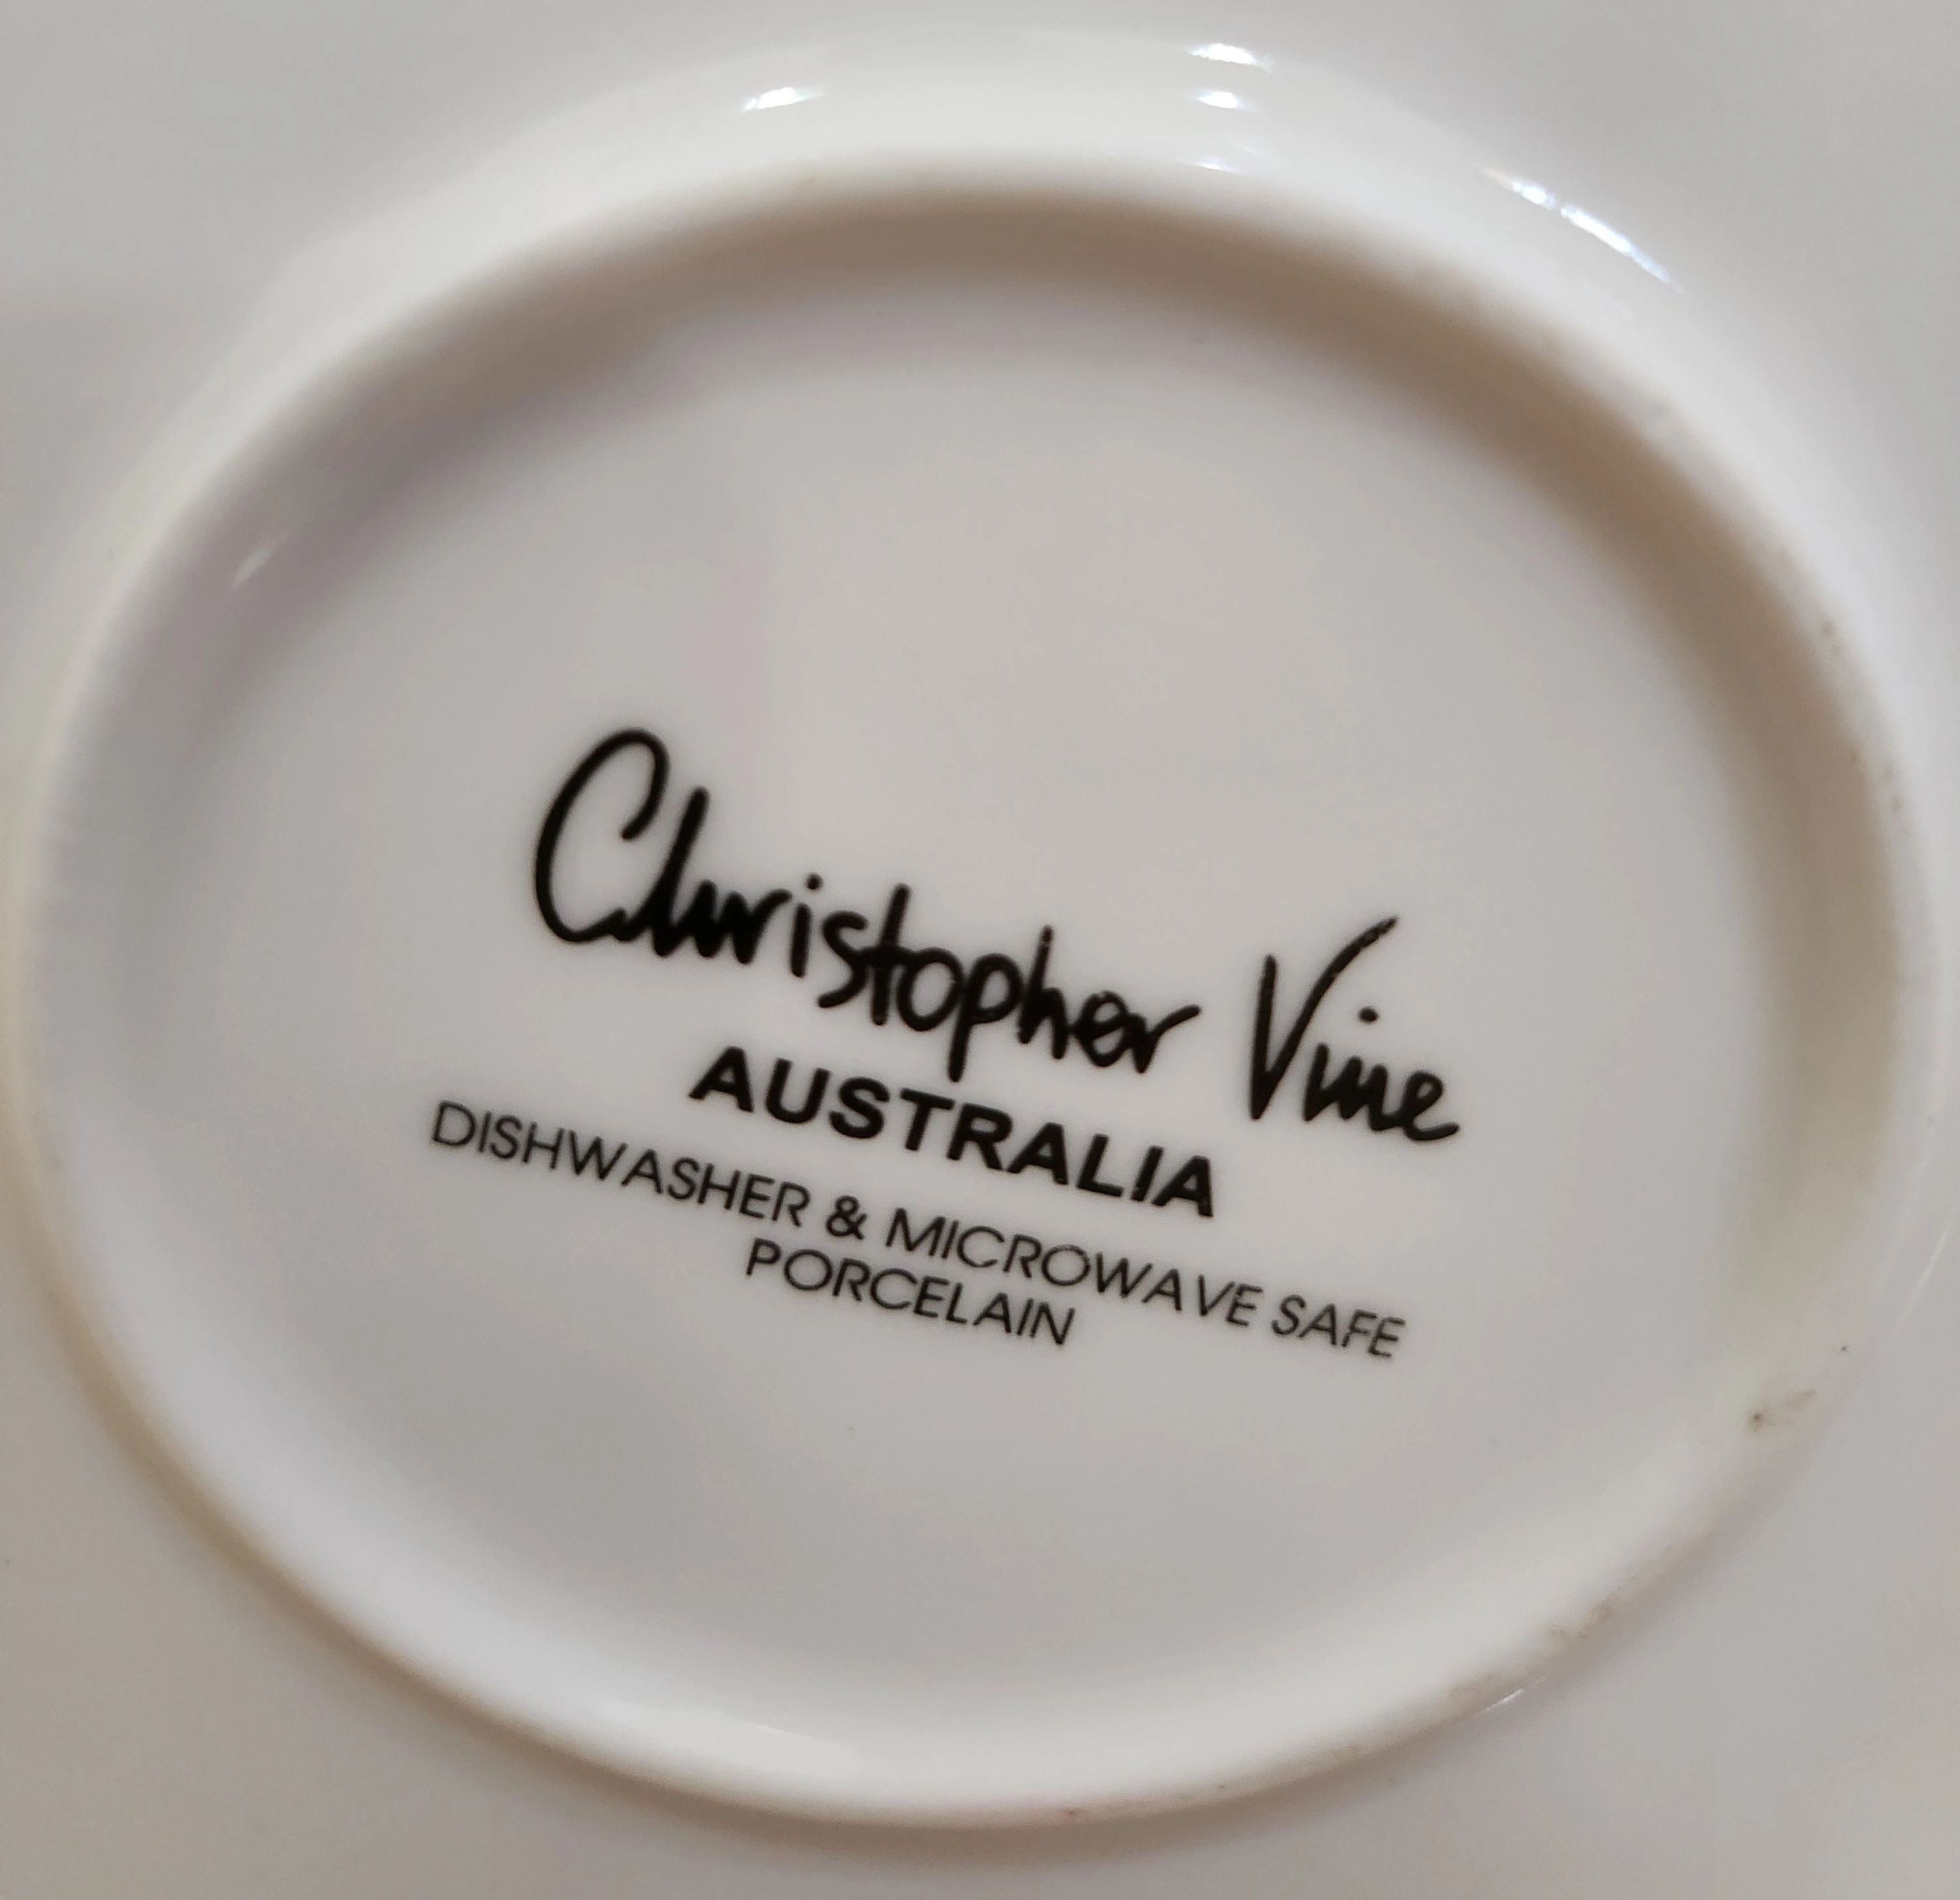 Christopher Vine
AUSTRALIA
DISHWASHER & MICROWAVE SAFE
PORCELAIN